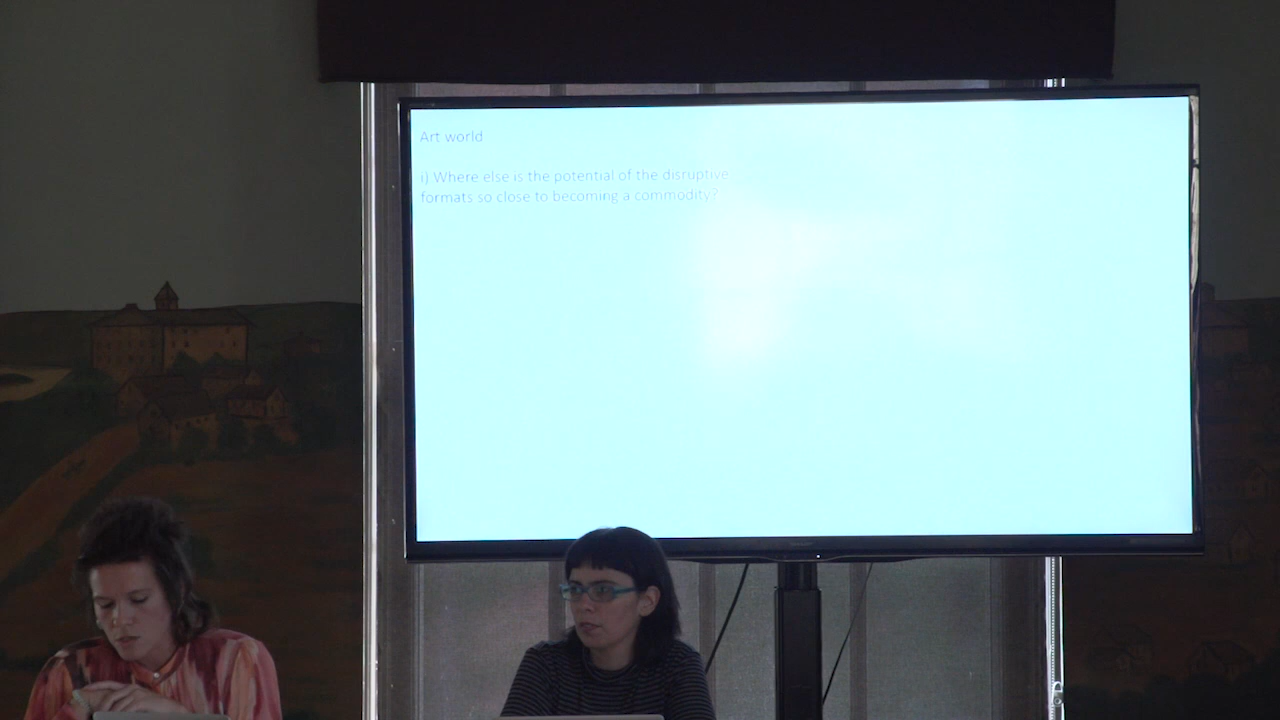 Art world
i) Where else is the potential of the disruptive
formats so close to becoming a commodity?